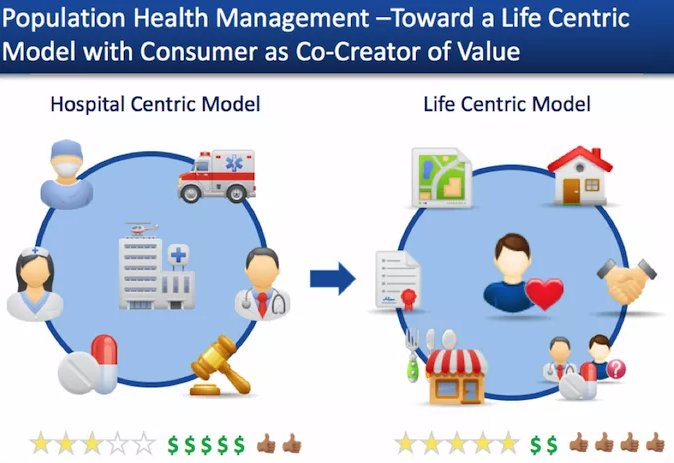 Population Health Management –Toward a Life Centric
Model with Consumer as Co-Creator of Value
Hospital Centric Model
Life Centric Model
?
$$$$$
$$